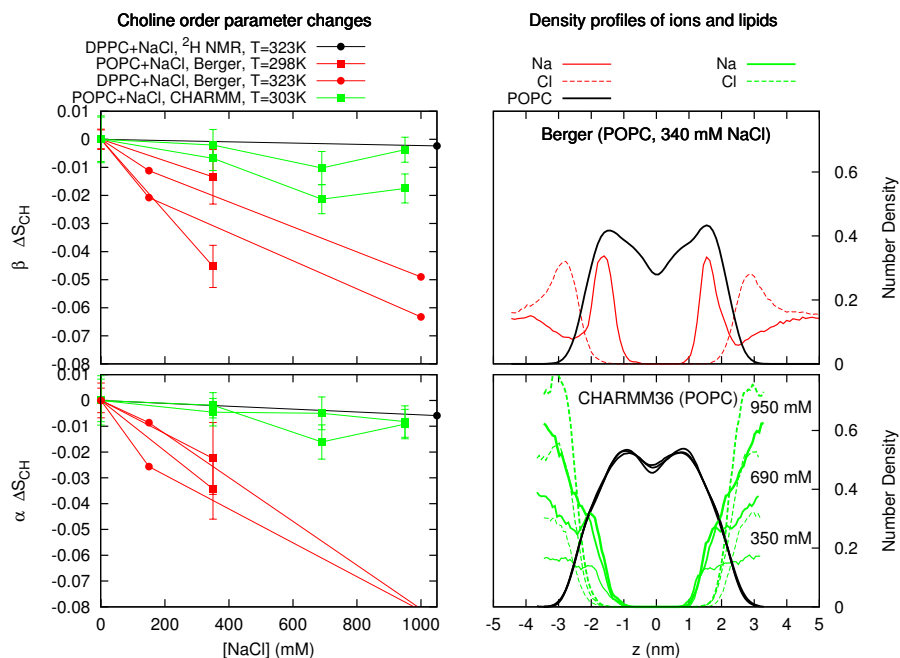 Choline order parameter changes
DPPC+NaCl, ²H NMR, T=323K
POPC+NaCl, Berger, T=298K
DPPC+NaCl, Berger, T=323K
POPC+NaCl, CHARMM, T=303K
0.01
0
-0.01
-0.02
-0.03
-0.04
-0.05
-0.06
-0.07
-0.08
β ΔS_CH
0.01
0
-0.01
-0.02
-0.03
-0.04
-0.05
-0.06
-0.07
-0.08
α ΔS_CH
0 200 400 600 800 1000
[NaCl] (mM)
Density profiles of ions and lipids
Na Na
Cl Cl
POPC
Berger (POPC, 340 mM NaCl)
0.6
0.4
0.2
0
Number Density
CHARMM36 (POPC)
950 mM
690 mM
350 mM
0.6
0.4
0.2
0
Number Density
-5 -4 -3 -2 -1 0 1 2 3 4 5
z (nm)